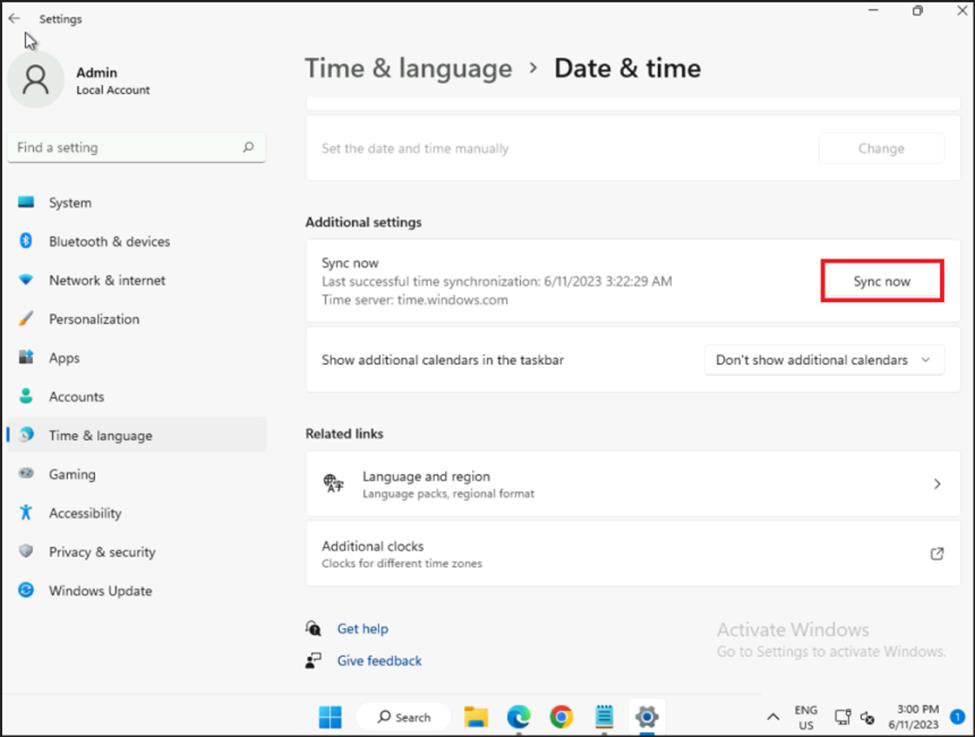 Settings
Admin
Local Account
Find a setting
System
Bluetooth & devices
Network & internet
Personalization
Apps
Accounts
Time & language
Gaming
Accessibility
Privacy & security
Windows Update
Time & language > Date & time
Set the date and time manually
Change
Additional settings
Sync now
Last successful time synchronization: 6/11/2023 3:22:29 AM
Time server: time.windows.com
Sync now
Show additional calendars in the taskbar
Don't show additional calendars
Related links
Language and region
Language packs, regional format
Additional clocks
Clocks for different time zones
Get help
Give feedback
Activate Windows
Go to Settings to activate Windows.
Search
ENG
US
3:00 PM
6/11/2023
1